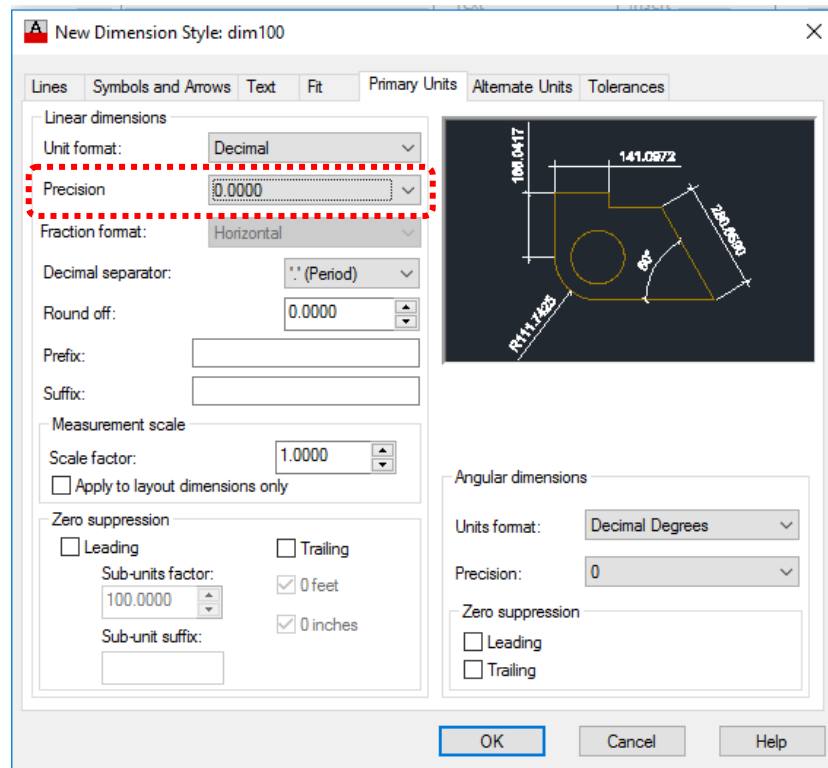 New Dimension Style: dim100
Lines Symbols and Arrows Text Fit Primary Units Alternate Units Tolerances
Linear dimensions
Unit format: Decimal
Precision 0.0000
Fraction format: Horizontal
Decimal separator: '.' (Period)
Round off: 0.0000
Prefix:
Suffix:
Measurement scale
Scale factor: 1.0000
Apply to layout dimensions only
Zero suppression
Leading Trailing
Sub-units factor: 0 feet
100.0000
Sub-unit suffix: 0 inches
141.0972
60°
R111.7425
Angular dimensions
Units format: Decimal Degrees
Precision: 0
Zero suppression
Leading
Trailing
OK Cancel Help